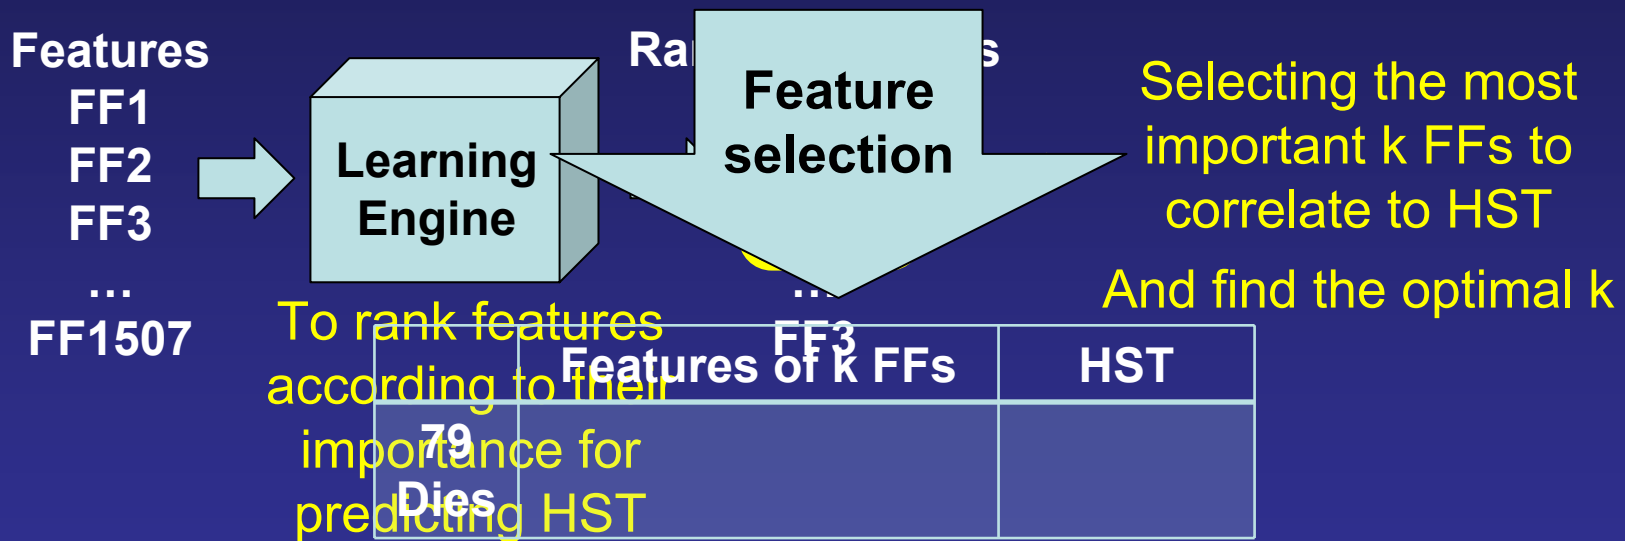 Features
FF1
FF2
FF3
...
FF1507
Learning
Engine
To rank features
according to their
importance for
predicting HST
Feature
selection
...
FF3
Selecting the most
important k FFs to
correlate to HST
And find the optimal k
Features of k FFs
HST
79
Dies